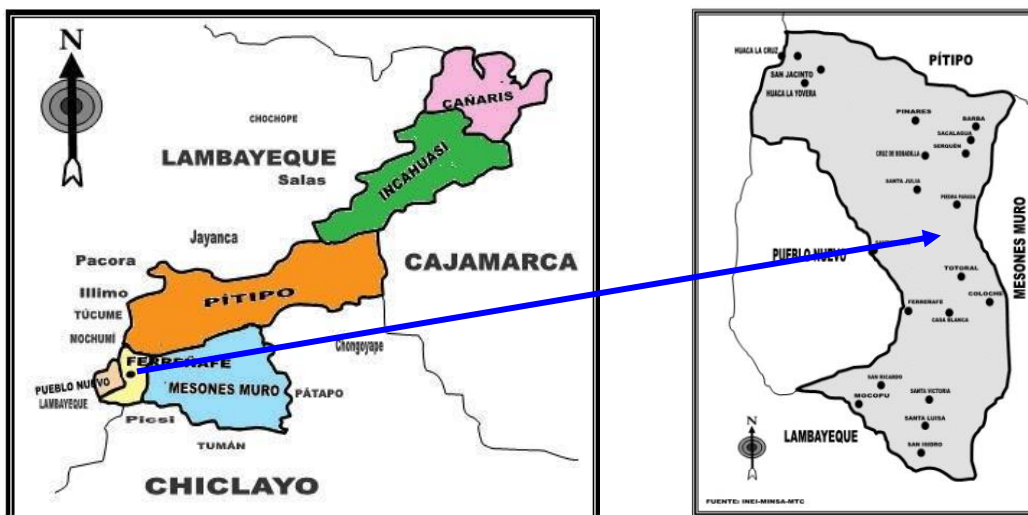 N
CAÑARIS
CHOCHOPE
LAMBAYEQUE
Salas
INCAHUASI
Jayanca
Pacora
CAJAMARCA
Illimo
PÍTIPO
TÚCUME
MOCHUMÍ
Chongoyape
FERREÑAFE
PUEBLO NUEVO
MESONES MURO
PÁTAPO
LAMBAYEQUE
Picsi
TUMÁN
CHICLAYO
HUACA LA CRUZ
PÍTIPO
SAN JACINTO
HUACA LA YOVERA
PINARES
BARBA
SACALAGUA
SERQUÉN
CRUZ DE BOBADILLA
SANTA JULIA
PIEDRA PARADA
MESONES MURO
PUEBLO NUEVO
TOTORAL
COLOCHE
FERREÑAFE
CASA BLANCA
SAN RICARDO
MOCOPU
SANTA VICTORIA
SANTA LUISA
LAMBAYEQUE
SAN ISIDRO
N
FUENTE: INEI-MINSA-MTC